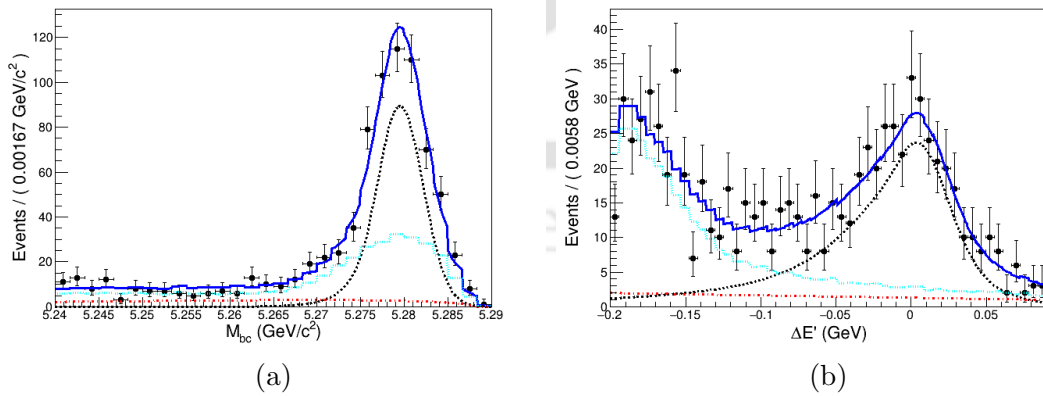 Events / ( 0.00167 GeV/c²)
120
100
80
60
40
20
0
5.24 5.245 5.25 5.255 5.26 5.265 5.27 5.275 5.28 5.285 5.29
M_bc (GeV/c²)
(a)
Events / ( 0.0058 GeV )
40
35
30
25
20
15
10
5
0
-0.2 -0.15 -0.1 -0.05 0 0.05
ΔE' (GeV)
(b)